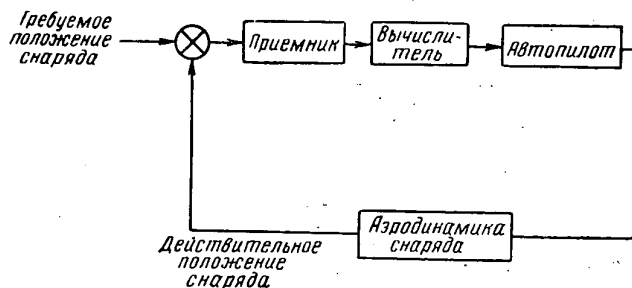 Требуемое
положение
снаряда
Приемник
Вычисли-
тель
Автопилот
Аэродинамика
снаряда
Действительное
положение
снаряда